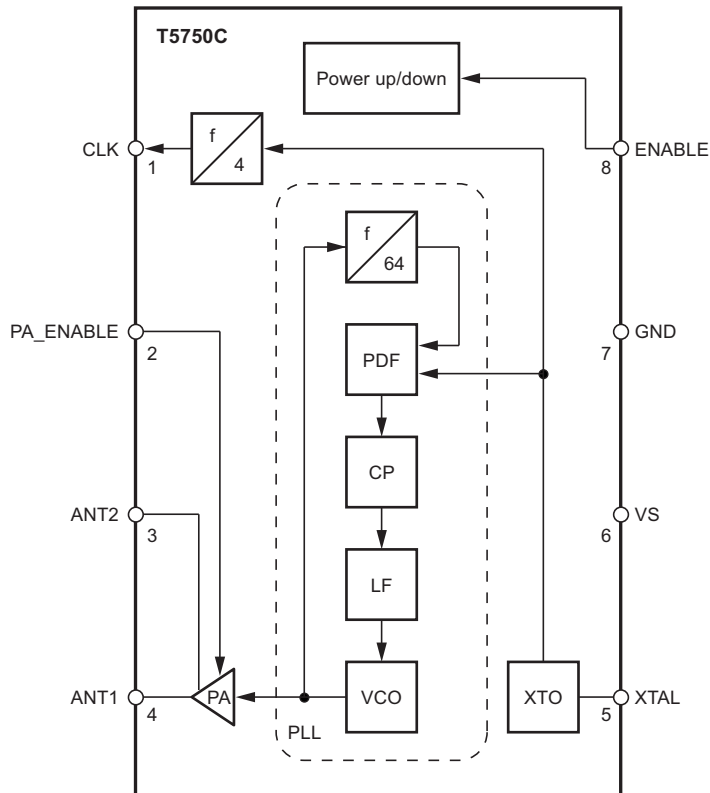 T5750C
Power up/down
CLK
1
f
4
ENABLE
8
f
64
PA_ENABLE
2
PDF
GND
7
CP
ANT2
3
VS
6
LF
ANT1
4
PA
VCO
PLL
XTO
XTAL
5